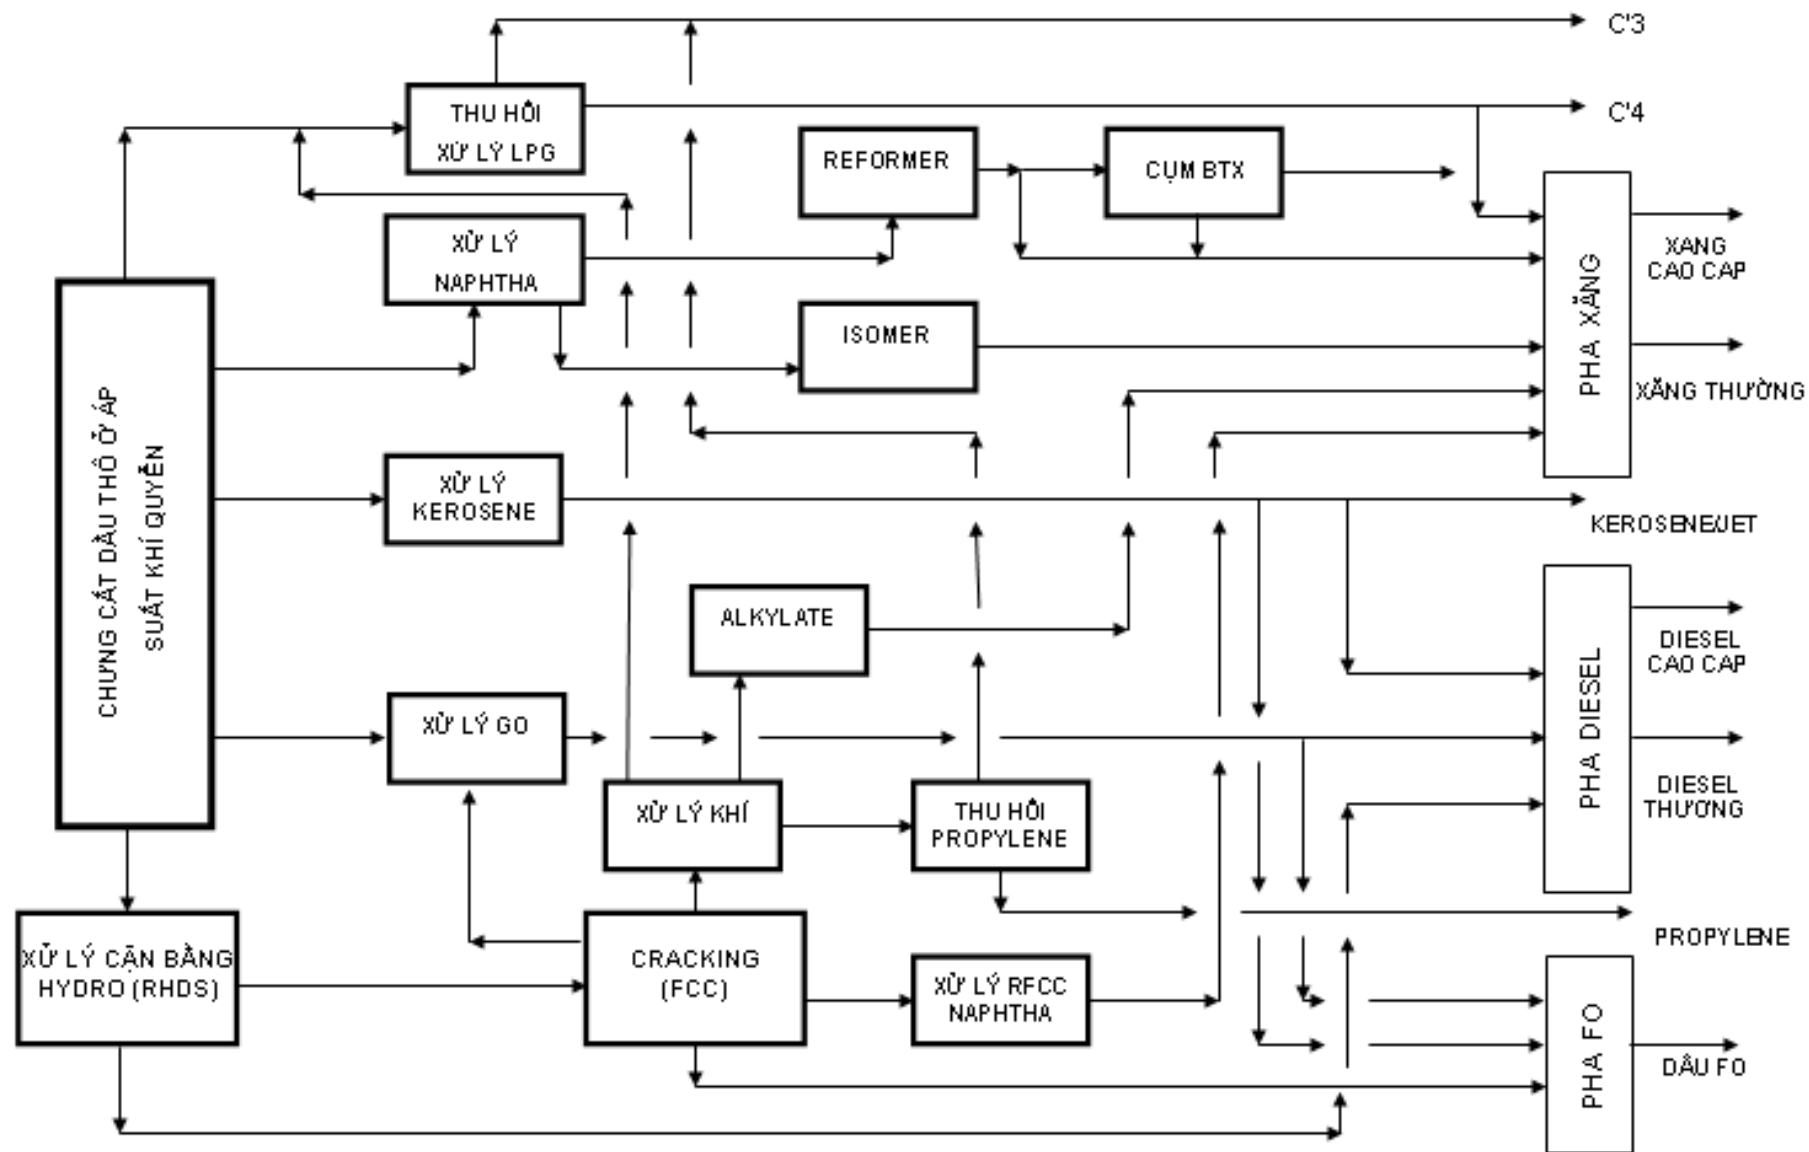 C'3
THU HỒI
XỬ LÝ LPG
C'4
REFORMER
CỤM BTX
XỬ LÝ
NAPHTHA
XANG
CAO CAP
PHA XĂNG
ISOMER
XĂNG THƯỜNG
CHƯNG CẤT DẦU THÔ Ở ÁP
SUẤT KHÍ QUYỂN
XỬ LÝ
KEROSENE
KEROSENE/JET
ALKYLATE
DIESEL
CAO CAP
XỬ LÝ GO
PHA DIESEL
XỬ LÝ KHÍ
THU HỒI
PROPYLENE
DIESEL
THƯƠNG
PROPYLENE
XỬ LÝ CẶN BẰNG
HYDRO (RHDS)
CRACKING
(FCC)
XỬ LÝ RFCC
NAPHTHA
PHA FO
DẦU FO